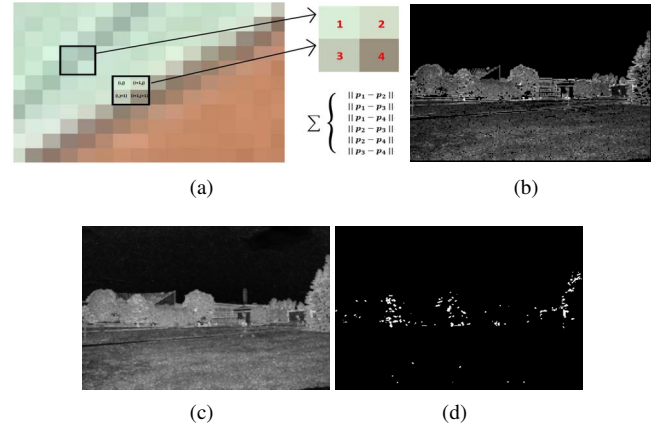 1 2
3 4
(i,j) (i+1,j)
(i,j+1) (i+1,j+1)
∑ {
|| p₁ − p₂ ||
|| p₁ − p₃ ||
|| p₁ − p₄ ||
|| p₂ − p₃ ||
|| p₂ − p₄ ||
|| p₃ − p₄ ||
(a)
(b)
(c)
(d)